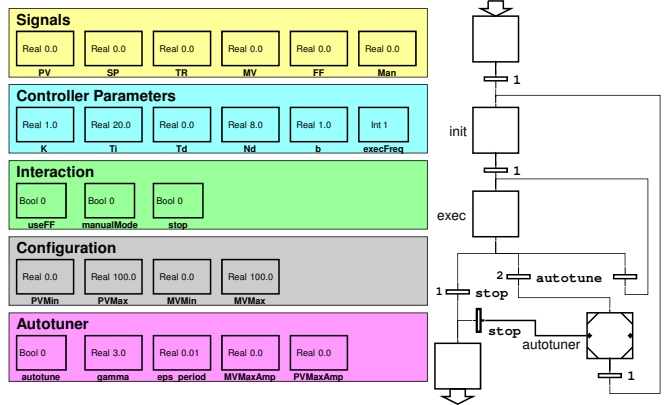 Signals
Real 0.0 Real 0.0 Real 0.0 Real 0.0 Real 0.0 Real 0.0
PV SP TR MV FF Man
Controller Parameters
Real 1.0 Real 20.0 Real 0.0 Real 8.0 Real 1.0 Int 1
K Ti Td Nd b execFreq
Interaction
Bool 0 Bool 0 Bool 0
useFF manualMode stop
Configuration
Real 0.0 Real 100.0 Real 0.0 Real 100.0
PVMin PVMax MVMin MVMax
Autotuner
Bool 0 Real 3.0 Real 0.01 Real 0.0 Real 0.0
autotune gamma eps_period MVMaxAmp PVMaxAmp
1
init
1
exec
2 autotune
1 stop
stop
autotuner
1